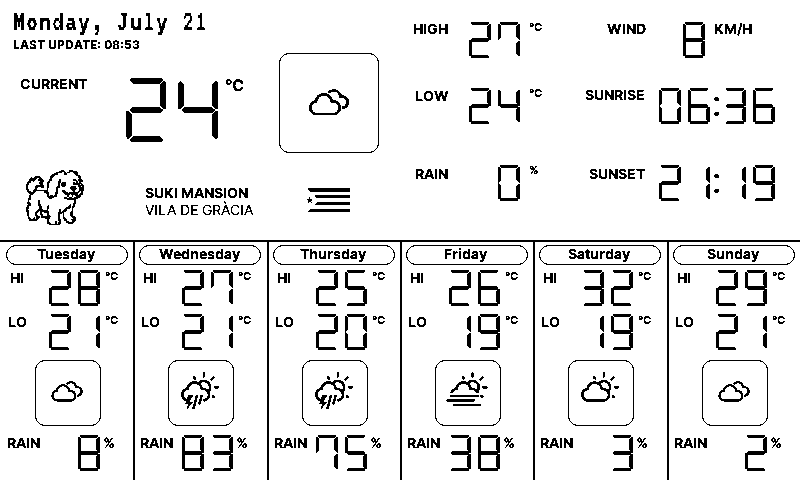 Monday, July 21
LAST UPDATE: 08:53
CURRENT 24 °C
SUKI MANSION
VILA DE GRÀCIA
HIGH 27 °C
LOW 24 °C
RAIN 0 %
WIND 8 KM/H
SUNRISE 06:36
SUNSET 21:19
Tuesday
HI 28 °C
LO 21 °C
RAIN 8 %
Wednesday
HI 27 °C
LO 21 °C
RAIN 83 %
Thursday
HI 25 °C
LO 20 °C
RAIN 75 %
Friday
HI 26 °C
LO 19 °C
RAIN 38 %
Saturday
HI 32 °C
LO 19 °C
RAIN 3 %
Sunday
HI 29 °C
LO 21 °C
RAIN 2 %